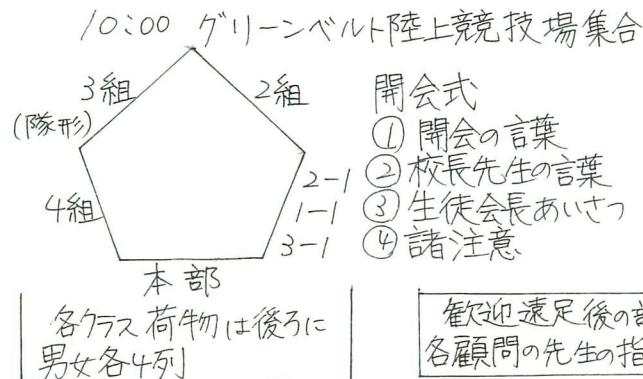 10:00 グリーンベルト陸上競技場集合
3組
2組
(隊形)
4組
2-1
1-1
3-1
本部
開会式
① 開会の言葉
② 校長先生の言葉
③ 生徒会長あいさつ
④ 諸注意
各クラス荷物は後ろに
男女各4列
歓迎遠足後の
各顧問の先生の指